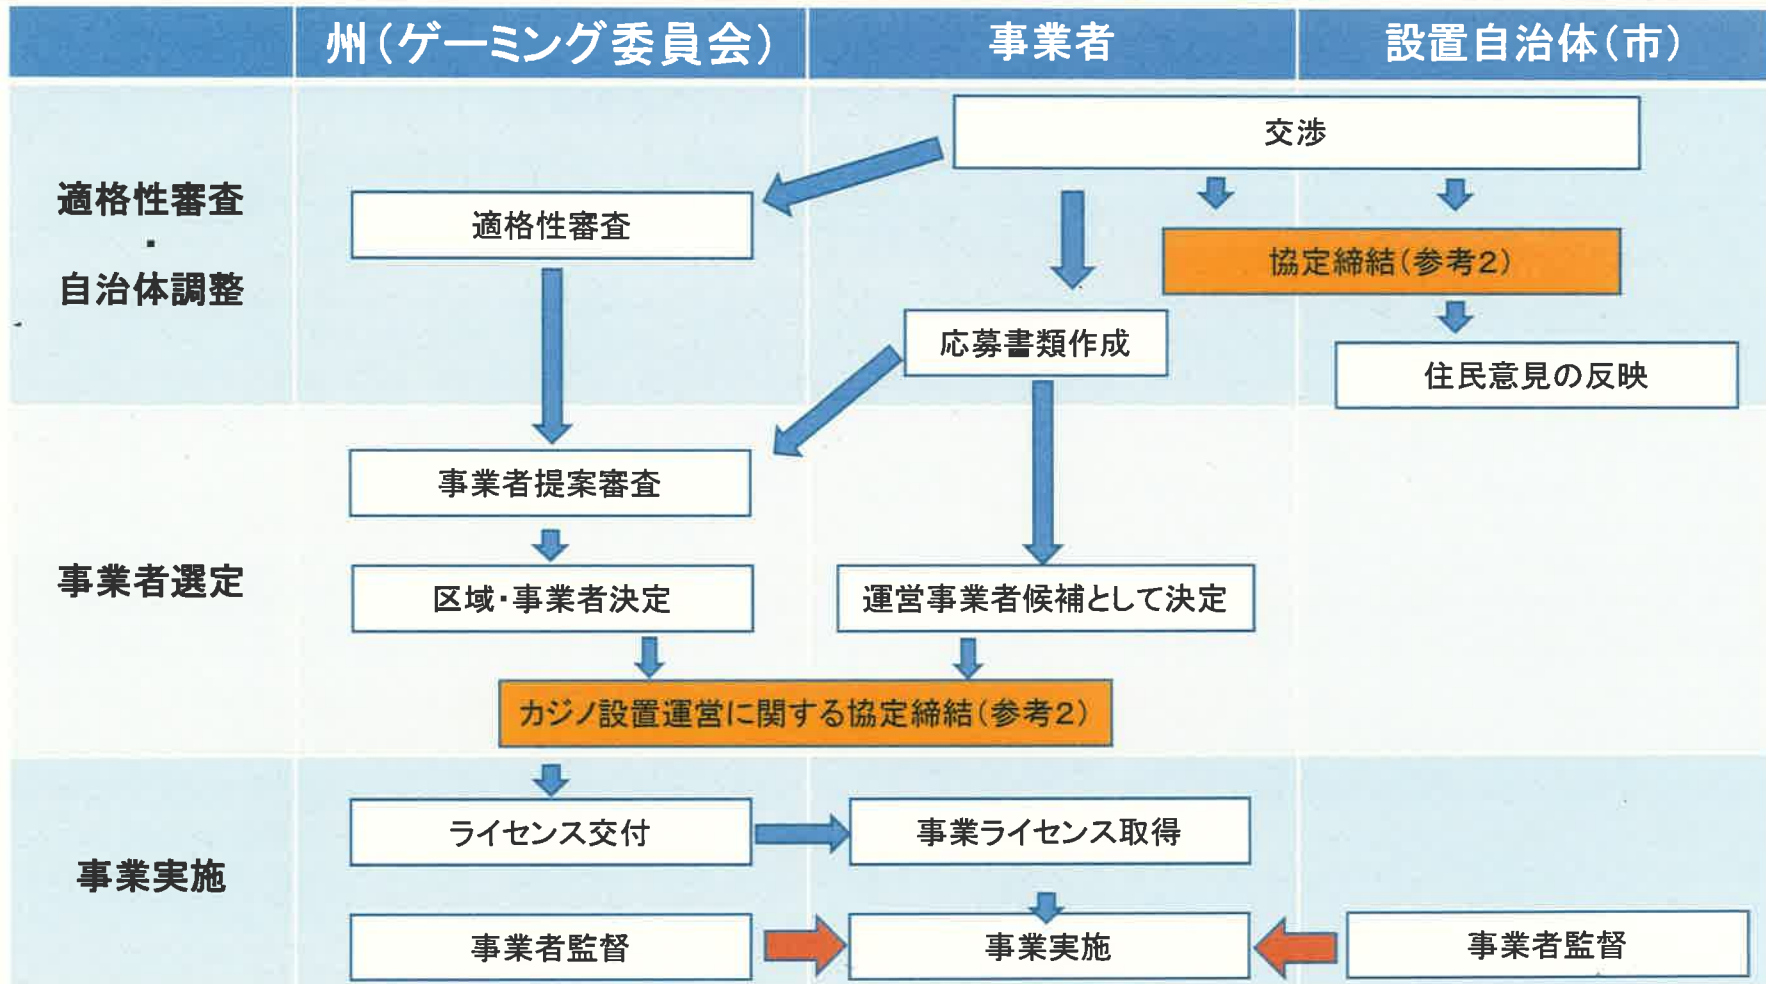 州（ゲーミング委員会）
事業者
設置自治体（市）
適格性審査
・
自治体調整
交渉
適格性審査
協定締結（参考2）
応募書類作成
住民意見の反映
事業者選定
事業者提案審査
区域・事業者決定
運営事業者候補として決定
カジノ設置運営に関する協定締結（参考2）
事業実施
ライセンス交付
事業ライセンス取得
事業者監督
事業実施
事業者監督